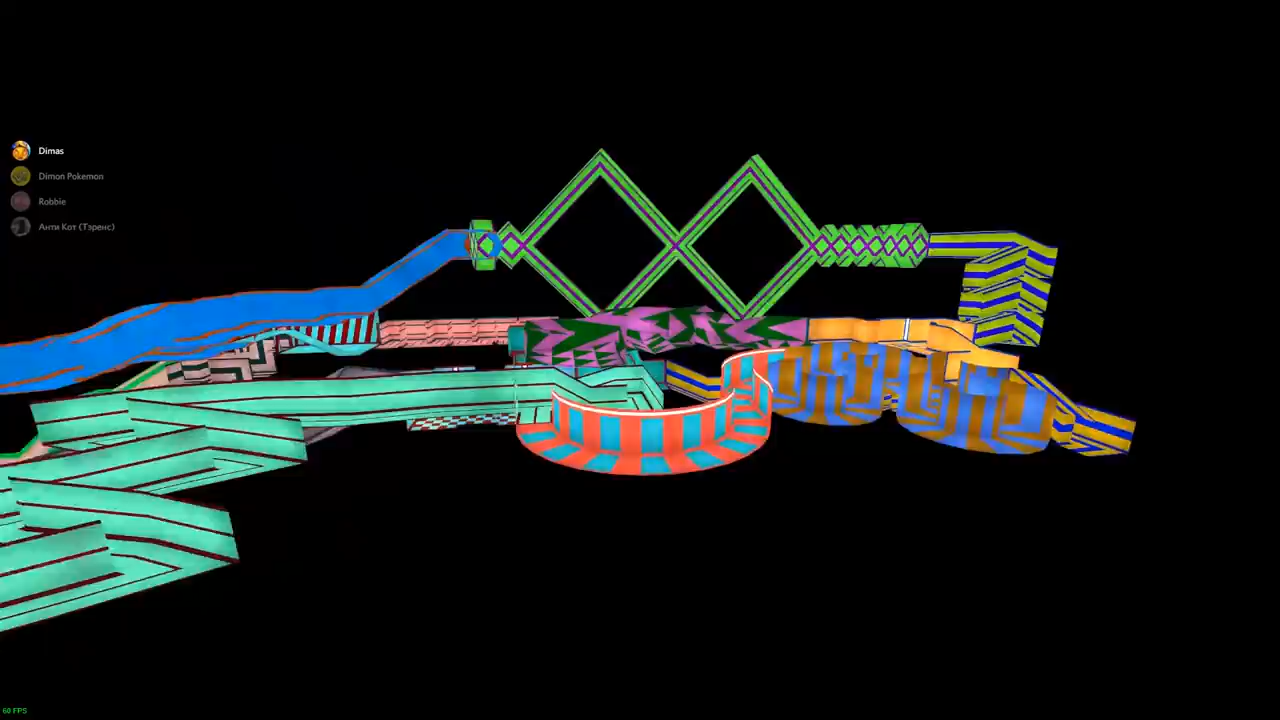 Dimas
Dimon Pokemon
Robbie
Анти Кот (Тэренс)
60 FPS